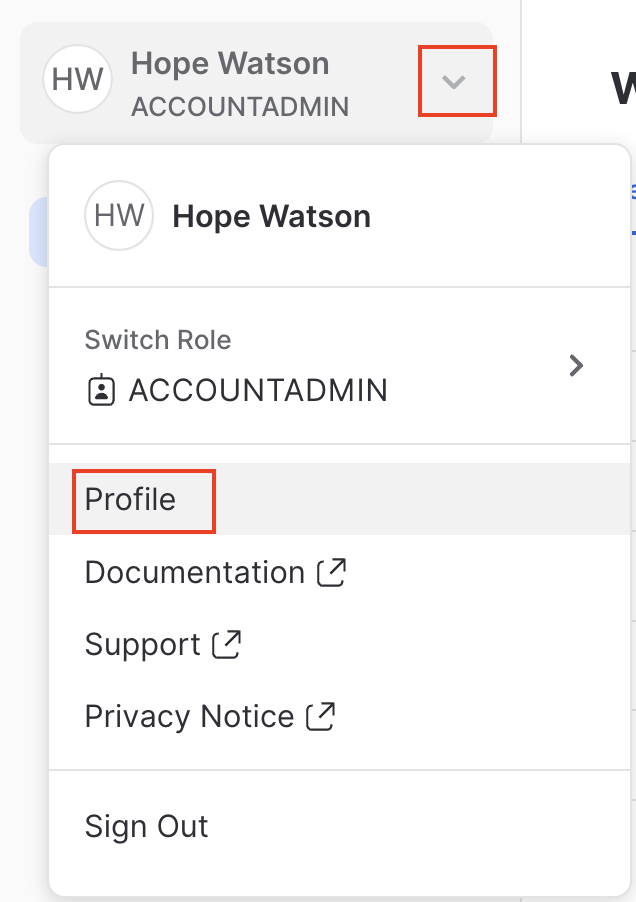 HW
Hope Watson
ACCOUNTADMIN
HW
Hope Watson
Switch Role
ACCOUNTADMIN
Profile
Documentation
Support
Privacy Notice
Sign Out